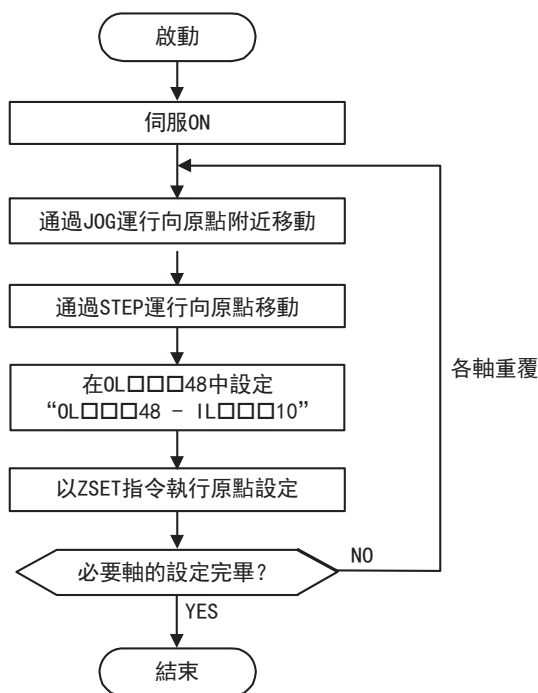 啟動
伺服ON
通過JOG運行向原點附近移動
通過STEP運行向原點移動
在OL□□□48中設定
“OL□□□48 - IL□□□10”
各軸重覆
以ZSET指令執行原點設定
必要軸的設定完畢？
NO
YES
結束